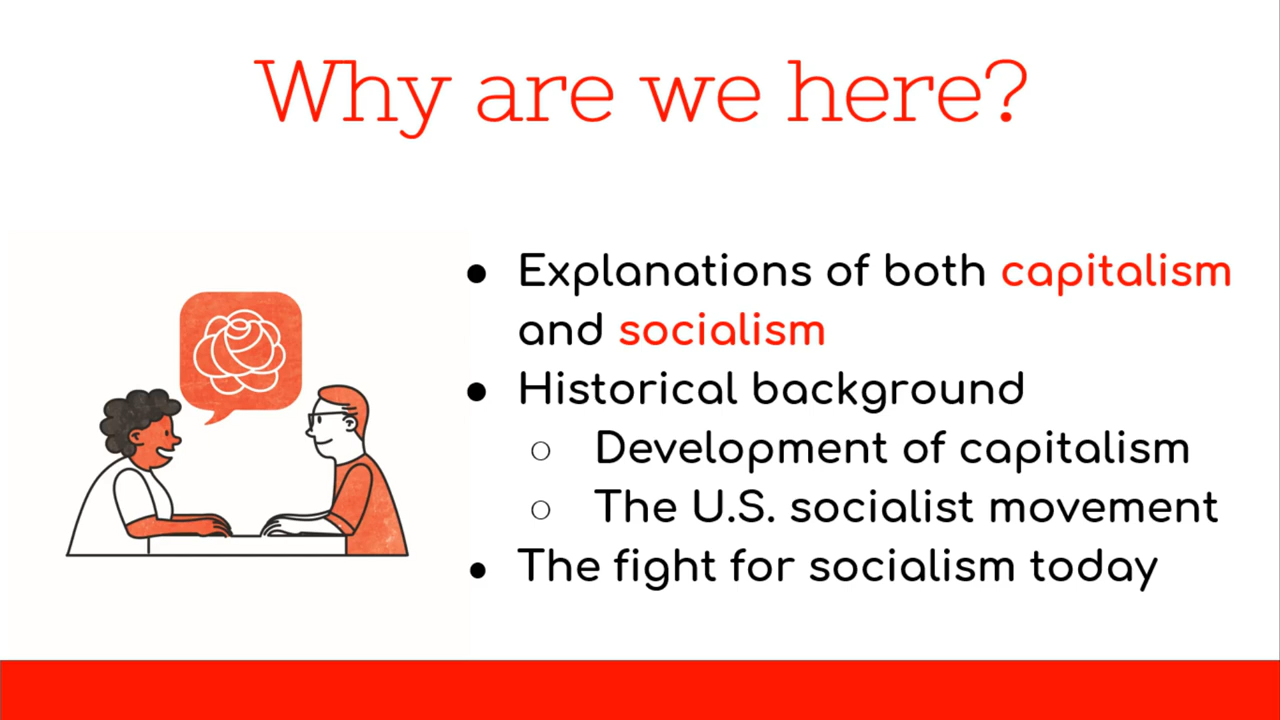 Why are we here?
● Explanations of both capitalism
and socialism
● Historical background
○ Development of capitalism
○ The U.S. socialist movement
● The fight for socialism today